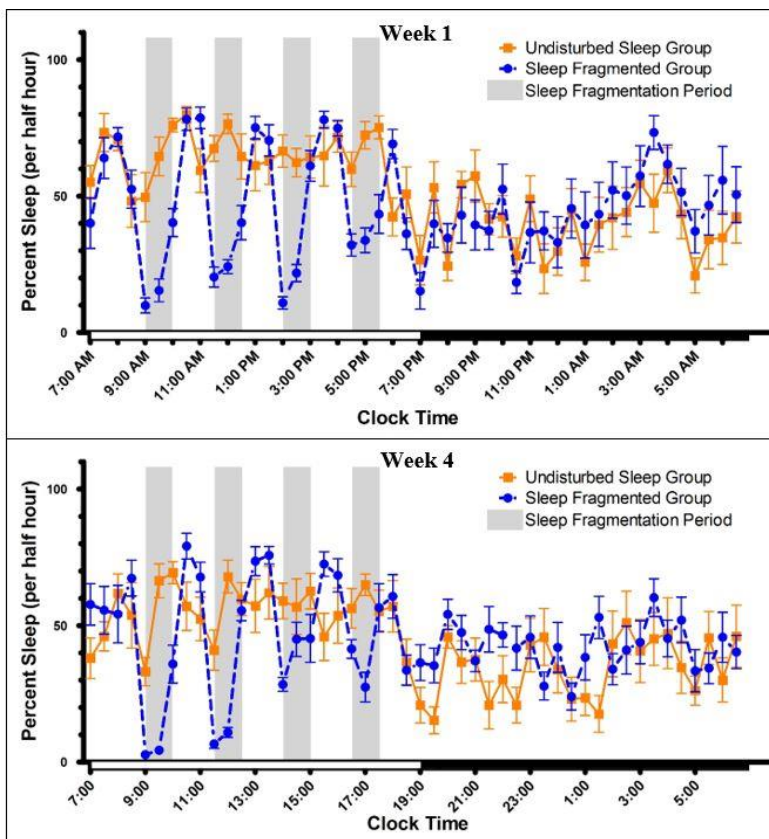 Week 1
Undisturbed Sleep Group
Sleep Fragmented Group
Sleep Fragmentation Period
Percent Sleep (per half hour)
100
50
0
7:00 AM
9:00 AM
11:00 AM
1:00 PM
3:00 PM
5:00 PM
7:00 PM
9:00 PM
11:00 PM
1:00 AM
3:00 AM
5:00 AM
Clock Time
Week 4
Undisturbed Sleep Group
Sleep Fragmented Group
Sleep Fragmentation Period
Percent Sleep (per half hour)
100
50
0
7:00
9:00
11:00
13:00
15:00
17:00
19:00
21:00
23:00
1:00
3:00
5:00
Clock Time